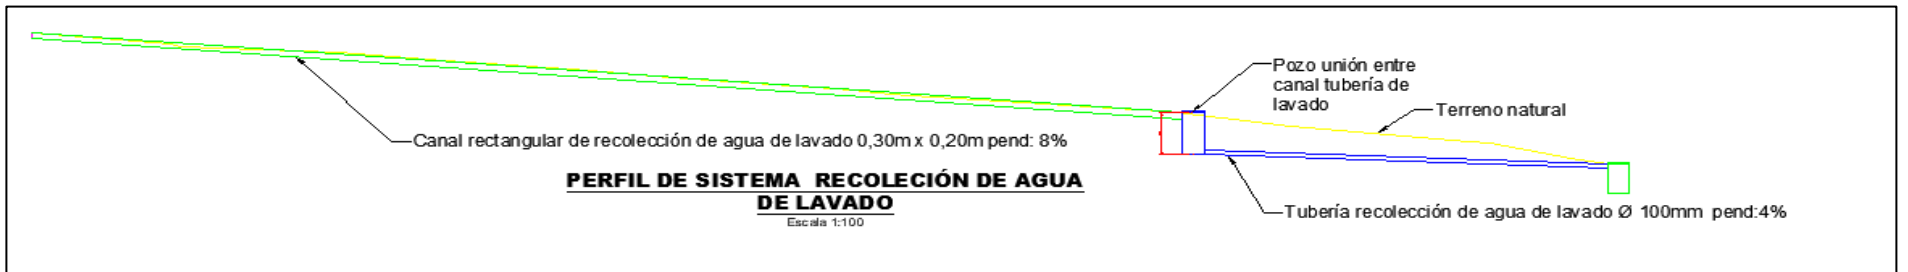 Pozo unión entre
canal tubería de
lavado
Terreno natural
Canal rectangular de recolección de agua de lavado 0,30m x 0,20m pend: 8%
PERFIL DE SISTEMA RECOLECIÓN DE AGUA
DE LAVADO
Escala 1:100
Tubería recolección de agua de lavado Ø 100mm pend:4%